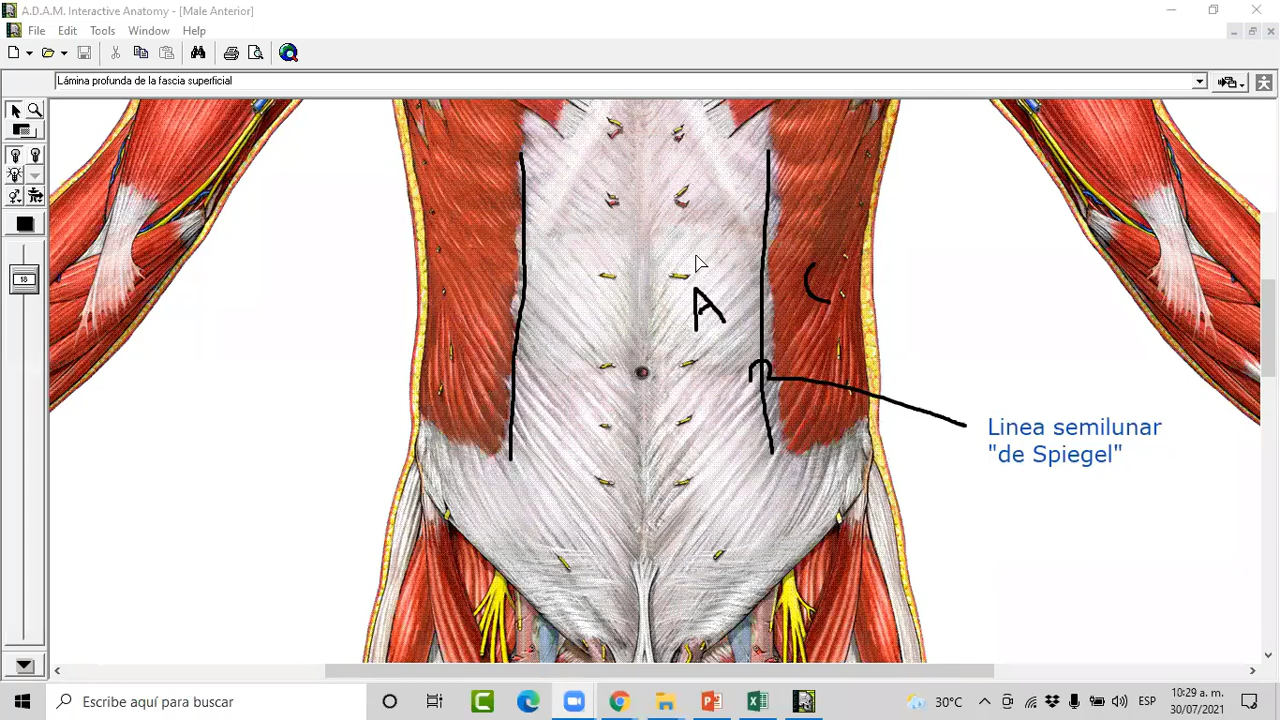 A.D.A.M. Interactive Anatomy - [Male Anterior]
File Edit Tools Window Help
Lámina profunda de la fascia superficial
A
C
Linea semilunar
"de Spiegel"
18
Escribe aquí para buscar
30°C
ESP
10:29 a. m.
30/07/2021